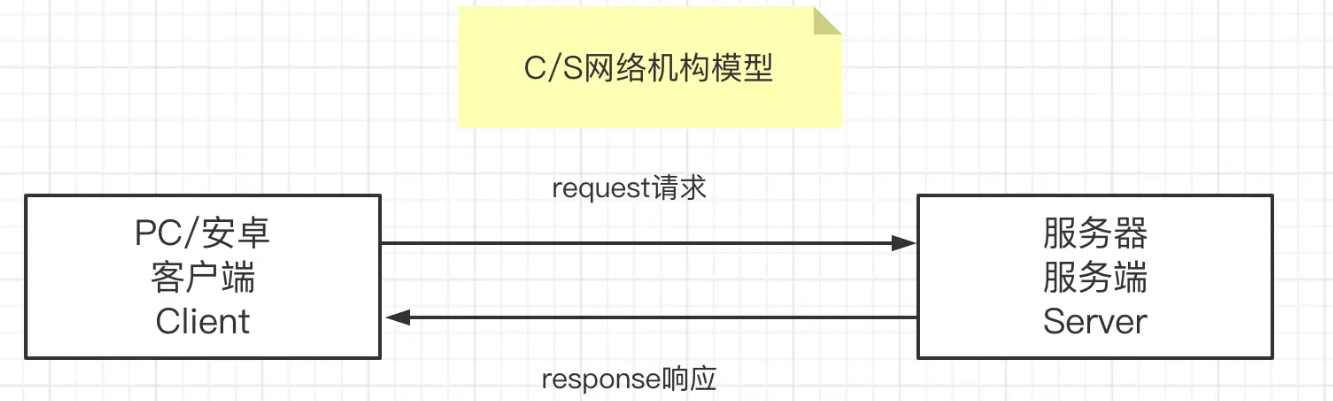 C/S网络机构模型
request请求
PC/安卓
客户端
Client
服务器
服务端
Server
response响应